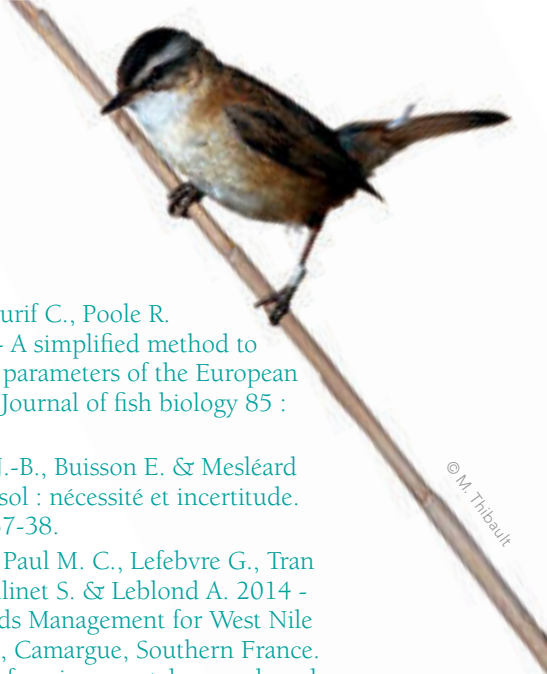 urif C., Poole R.
- A simplified method to
parameters of the European
Journal of fish biology 85 :
.-B., Buisson E. & Mesléard
sol : nécessité et incertitude.
7-38.
Paul M. C., Lefebvre G., Tran
linet S. & Leblond A. 2014 -
ds Management for West Nile
, Camargue, Southern France.
© M. Thibault